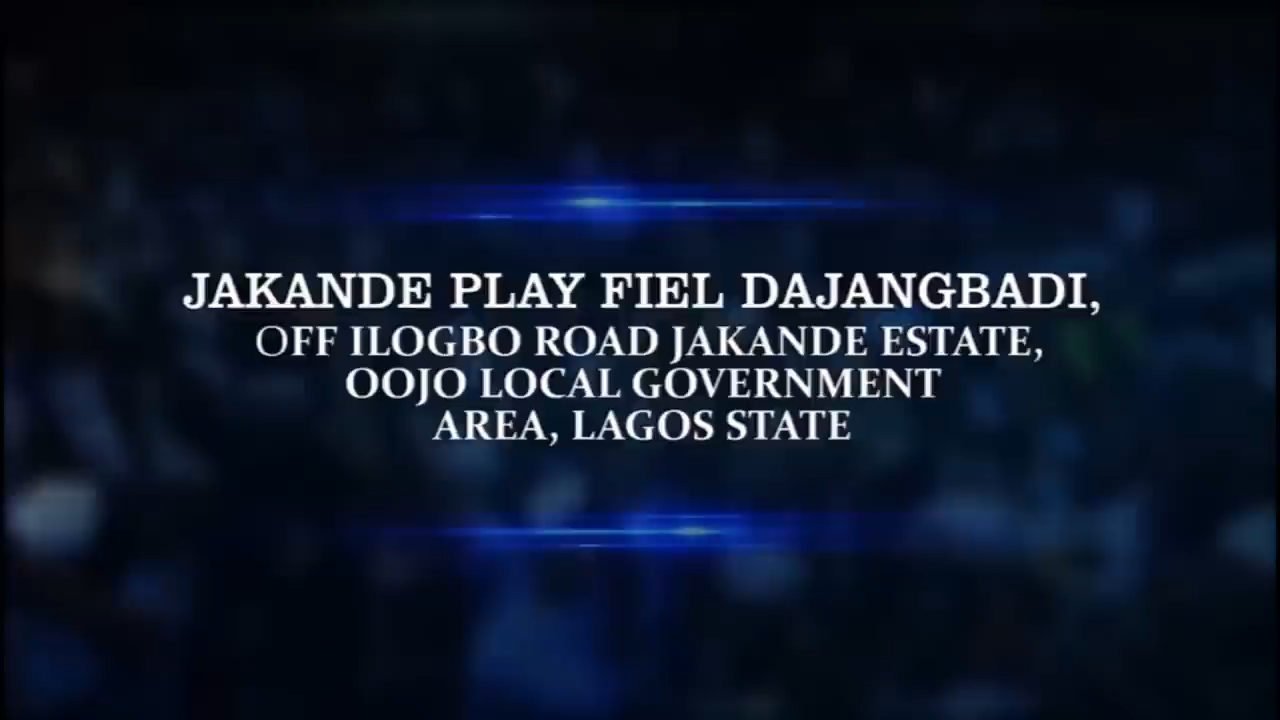 JAKANDE PLAY FIEL DAJANGBADI,
OFF ILOGBO ROAD JAKANDE ESTATE,
OOJO LOCAL GOVERNMENT
AREA, LAGOS STATE